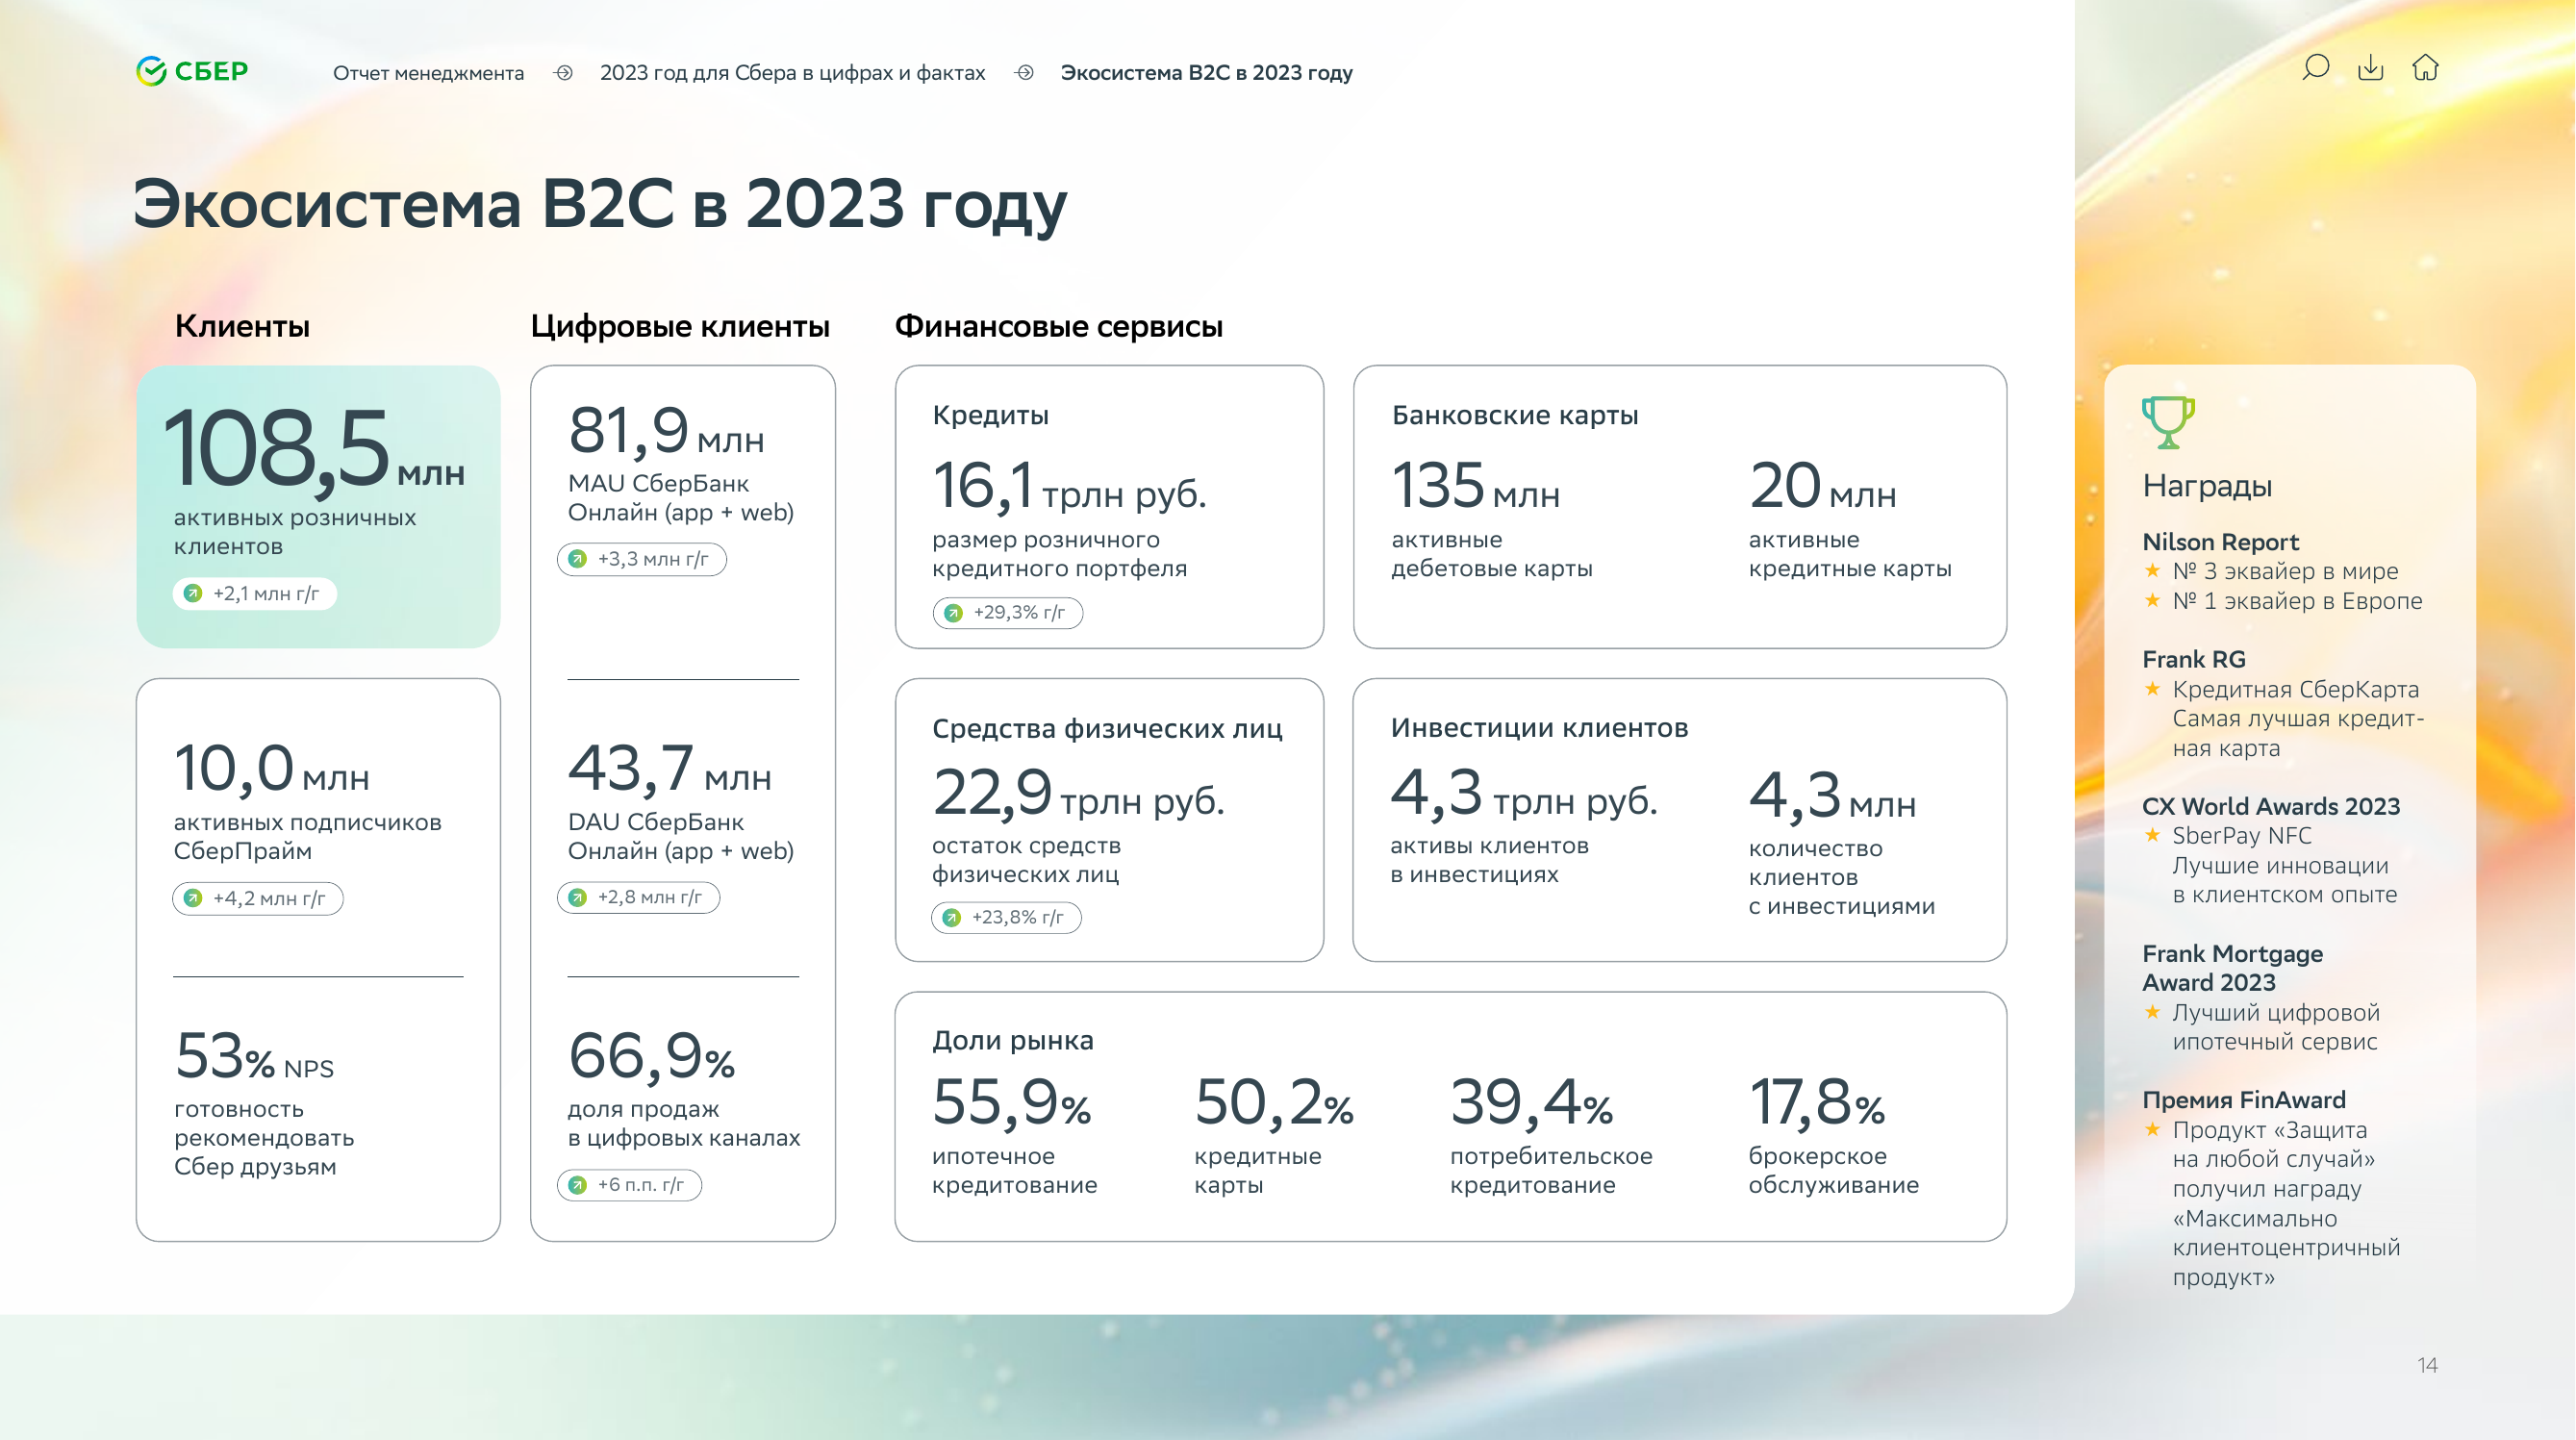 СБЕР
Отчет менеджмента
2023 год для Сбера в цифрах и фактах
Экосистема B2C в 2023 году
Экосистема B2C в 2023 году
Клиенты
108,5 млн
активных розничных
клиентов
+2,1 млн г/г
10,0 млн
активных подписчиков
СберПрайм
+4,2 млн г/г
53% NPS
готовность
рекомендовать
Сбер друзьям
Цифровые клиенты
81,9 млн
MAU СберБанк
Онлайн (app + web)
+3,3 млн г/г
43,7 млн
DAU СберБанк
Онлайн (app + web)
+2,8 млн г/г
66,9%
доля продаж
в цифровых каналах
+6 п.п. г/г
Финансовые сервисы
Кредиты
16,1 трлн руб.
размер розничного
кредитного портфеля
+29,3% г/г
Банковские карты
135 млн
активные
дебетовые карты
20 млн
активные
кредитные карты
Средства физических лиц
22,9 трлн руб.
остаток средств
физических лиц
+23,8% г/г
Инвестиции клиентов
4,3 трлн руб.
активы клиентов
в инвестициях
4,3 млн
количество
клиентов
с инвестициями
Доли рынка
55,9%
ипотечное
кредитование
50,2%
кредитные
карты
39,4%
потребительское
кредитование
17,8%
брокерское
обслуживание
Награды
Nilson Report
№ 3 эквайер в мире
№ 1 эквайер в Европе
Frank RG
Кредитная СберКарта
Самая лучшая кредит-
ная карта
CX World Awards 2023
SberPay NFC
Лучшие инновации
в клиентском опыте
Frank Mortgage
Award 2023
Лучший цифровой
ипотечный сервис
Премия FinAward
Продукт «Защита
на любой случай»
получил награду
«Максимально
клиентоцентричный
продукт»
14